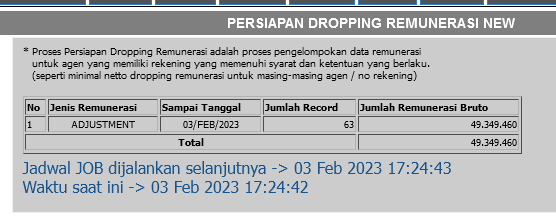 PERSIAPAN DROPPING REMUNERASI NEW
* Proses Persiapan Dropping Remunerasi adalah proses pengelompokan data remunerasi
untuk agen yang memiliki rekening yang memenuhi syarat dan ketentuan yang berlaku.
(seperti minimal netto dropping remunerasi untuk masing-masing agen / no rekening)
No Jenis Remunerasi Sampai Tanggal Jumlah Record Jumlah Remunerasi Bruto
1 ADJUSTMENT 03/FEB/2023 63 49.349.460
Total 49.349.460
Jadwal JOB dijalankan selanjutnya -> 03 Feb 2023 17:24:43
Waktu saat ini -> 03 Feb 2023 17:24:42